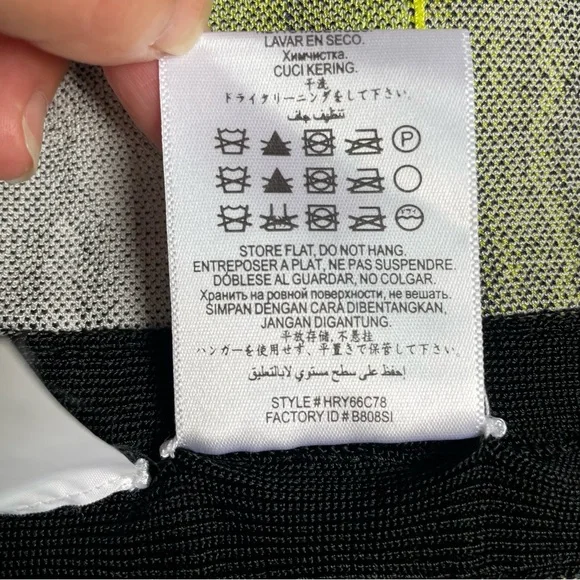 LAVAR EN SECO.
Химчистка.
CUCI KERING.
干洗
ドライクリーニングをして下さい。
تنظيف جاف
P
STORE FLAT, DO NOT HANG.
ENTREPOSER A PLAT, NE PAS SUSPENDRE.
DÓBLESE AL GUARDAR, NO COLGAR.
Хранить на ровной поверхности, не вешать.
SIMPAN DENGAN CARA DIBENTANGKAN,
JANGAN DIGANTUNG.
平放存储, 不悬挂
ハンガーを使用せず、平置きで保管して下さい。
إحفظ على سطح مستوي لابالتعليق
STYLE # HRY66C78
FACTORY ID # B808SI